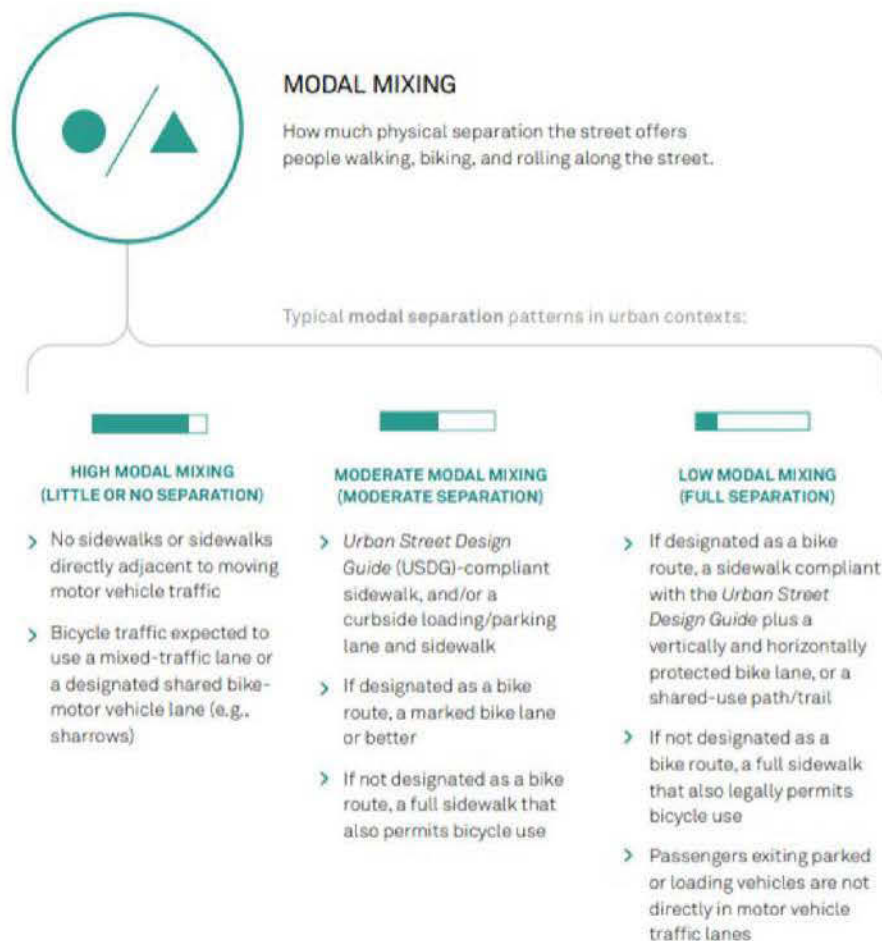 MODAL MIXING
How much physical separation the street offers
people walking, biking, and rolling along the street.
Typical modal separation patterns in urban contexts:
HIGH MODAL MIXING
(LITTLE OR NO SEPARATION)
> No sidewalks or sidewalks
directly adjacent to moving
motor vehicle traffic
> Bicycle traffic expected to
use a mixed-traffic lane or
a designated shared bike-
motor vehicle lane (e.g.,
sharrows)
MODERATE MODAL MIXING
(MODERATE SEPARATION)
> Urban Street Design
Guide (USDG)-compliant
sidewalk, and/or a
curbside loading/parking
lane and sidewalk
> If designated as a bike
route, a marked bike lane
or better
> If not designated as a bike
route, a full sidewalk that
also permits bicycle use
LOW MODAL MIXING
(FULL SEPARATION)
> If designated as a bike
route, a sidewalk compliant
with the Urban Street
Design Guide plus a
vertically and horizontally
protected bike lane, or a
shared-use path/trail
> If not designated as a
bike route, a full sidewalk
that also legally permits
bicycle use
> Passengers exiting parked
or loading vehicles are not
directly in motor vehicle
traffic lanes